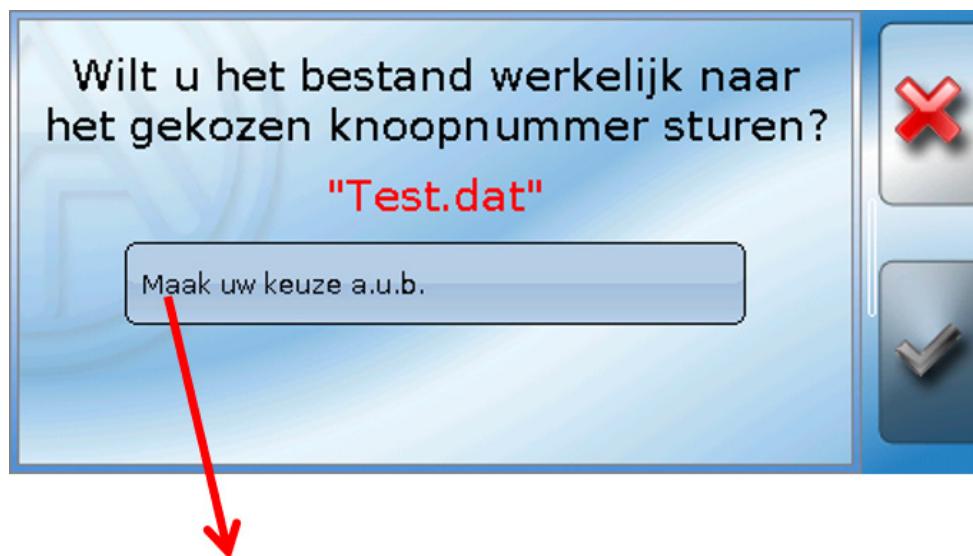 Wilt u het bestand werkelijk naar
het gekozen knoopnummer sturen?
"Test.dat"
Maak uw keuze a.u.b.